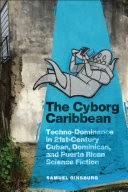 The Cyborg
Caribbean
Techno-Dominance
in 21st-Century
Cuban, Dominican,
and Puerto Rican
Science Fiction
SAMUEL GINSBURG